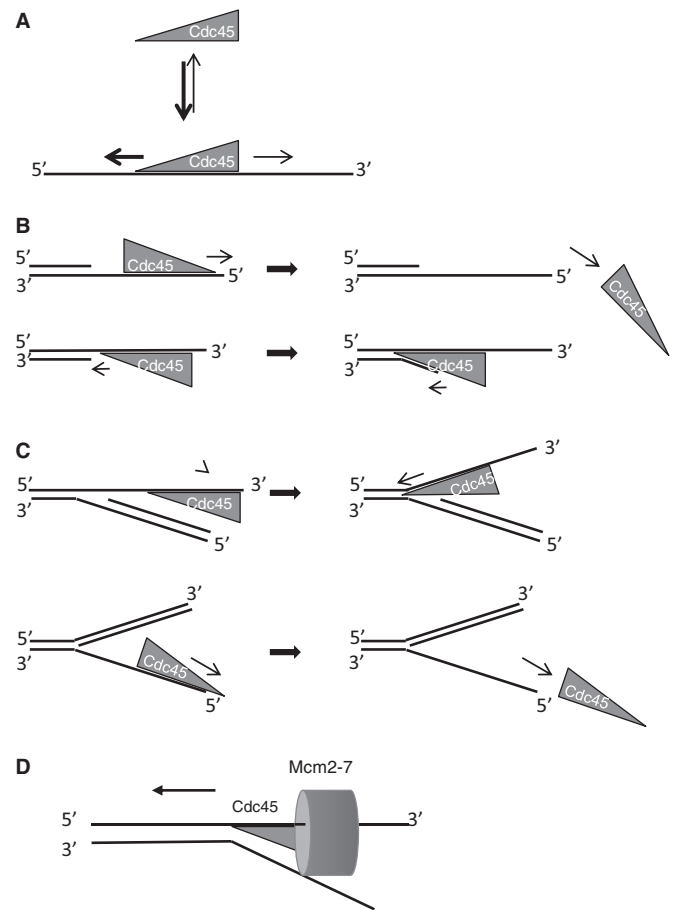 A
Cdc45
Cdc45
5’ 3’
B
5’ Cdc45 5’
3’
5’ 5’
3’
Cdc45
5’ 3’
3’ Cdc45
5’ 3’
3’ Cdc45
C
5’ 3’
3’ Cdc45
5’
3’
5’ Cdc45
3’
5’
3’
5’
3’ Cdc45
5’
3’
5’
3’
5’ Cdc45
D
Mcm2-7
Cdc45
5’ 3’
3’